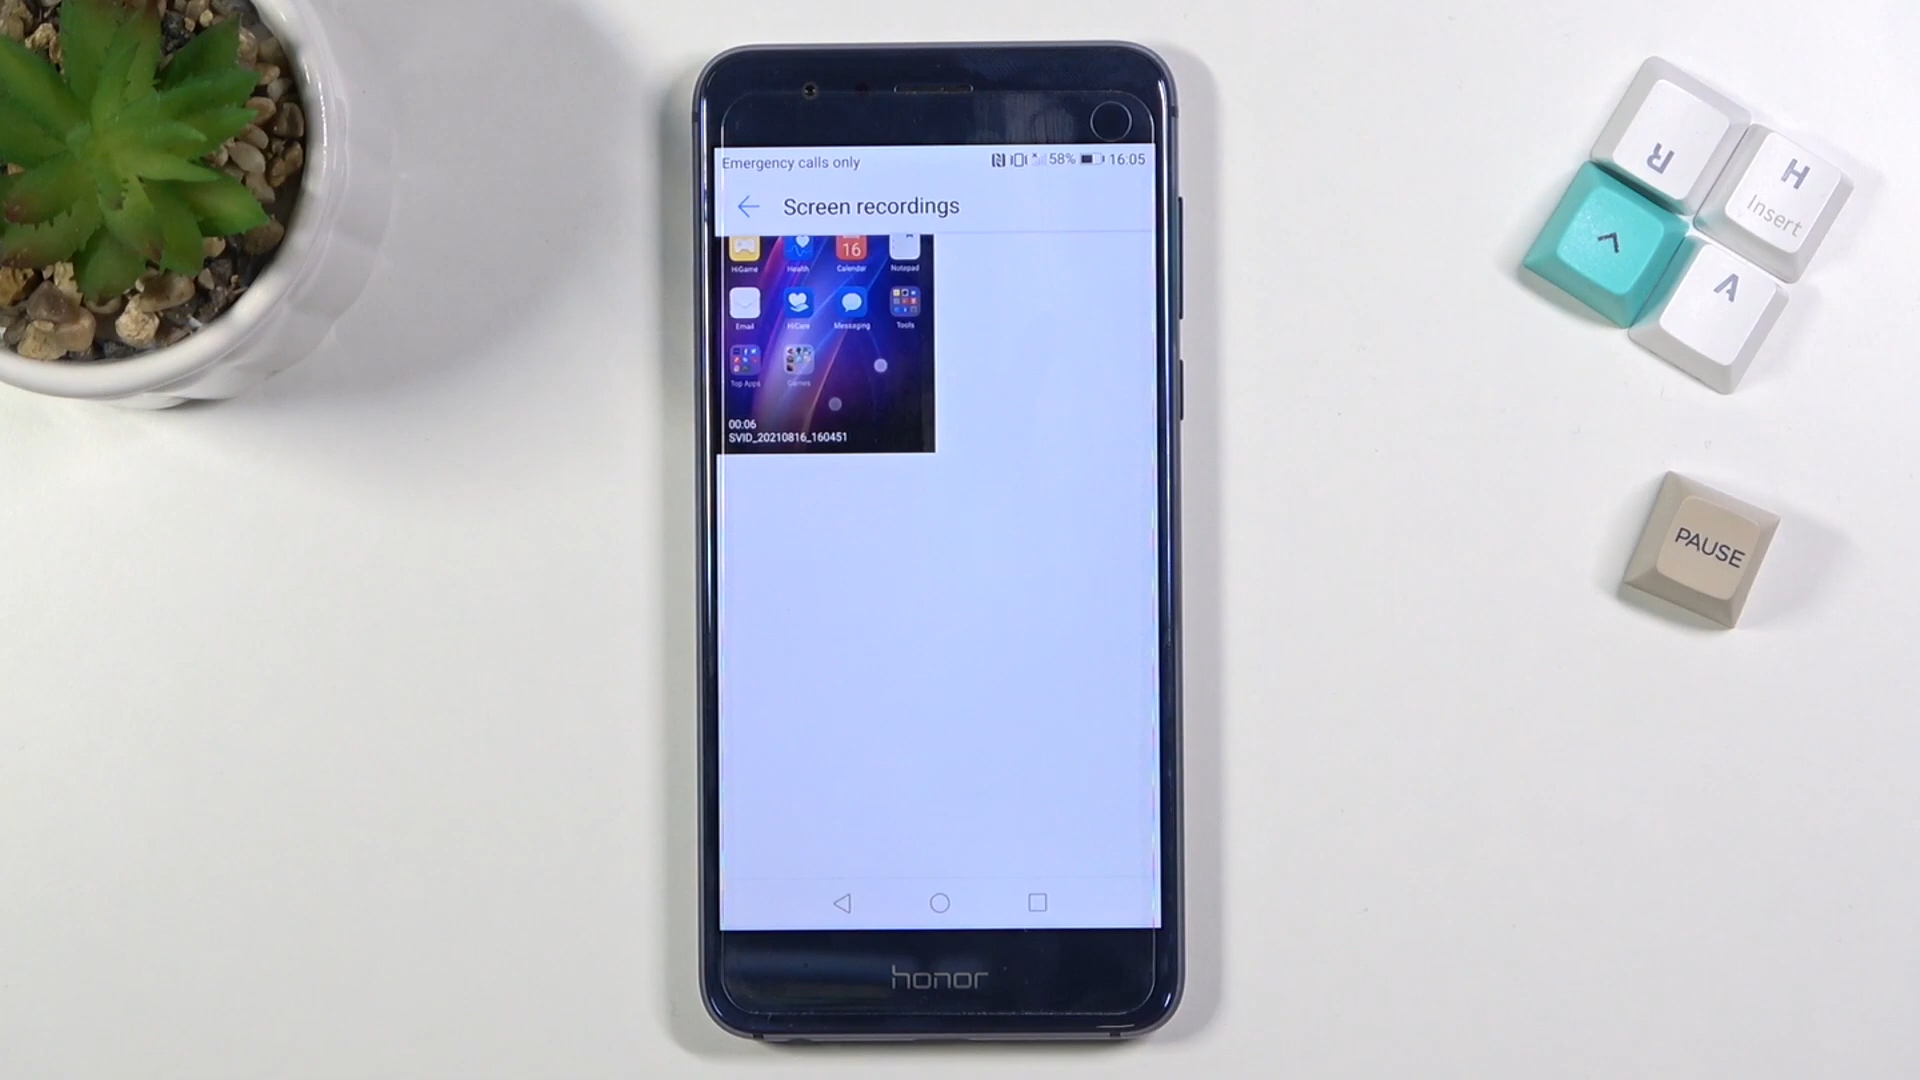 Emergency calls only
58%
16:05
Screen recordings
16
HiGame
Health
Calendar
Notepad
Email
HiCare
Messaging
Tools
Top Apps
Games
00:06
SVID_20210816_160451
honor
R
H
Insert
A
PAUSE